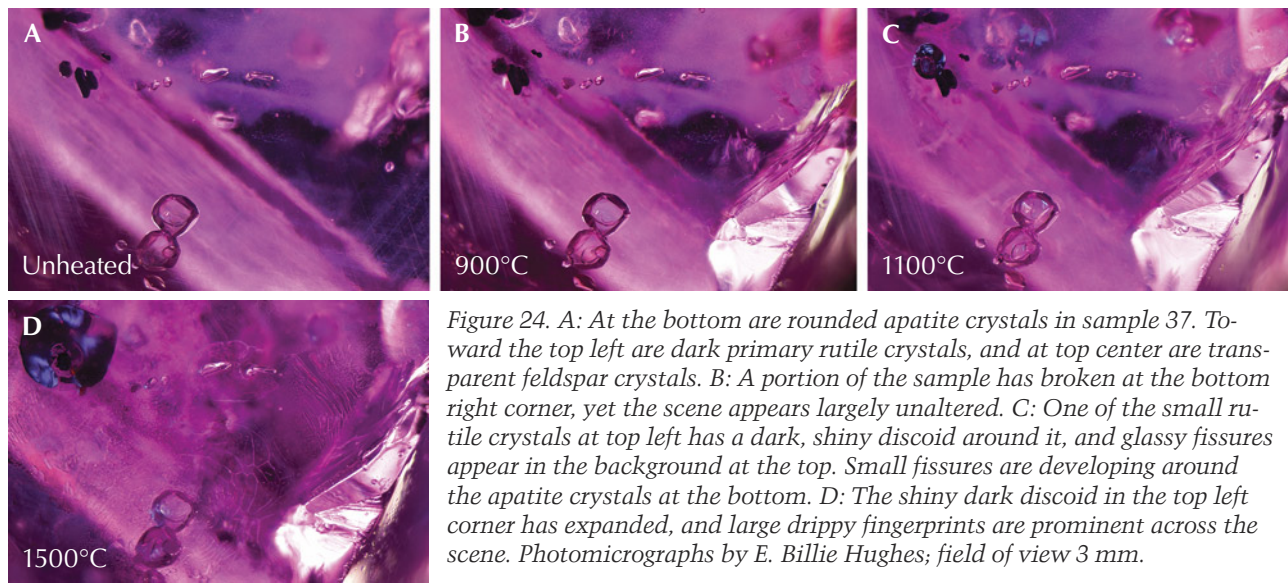 A
Unheated
B
900°C
C
1100°C
D
1500°C
Figure 24. A: At the bottom are rounded apatite crystals in sample 37. To-
ward the top left are dark primary rutile crystals, and at top center are trans-
parent feldspar crystals. B: A portion of the sample has broken at the bottom
right corner, yet the scene appears largely unaltered. C: One of the small ru-
tile crystals at top left has a dark, shiny discoid around it, and glassy fissures
appear in the background at the top. Small fissures are developing around
the apatite crystals at the bottom. D: The shiny dark discoid in the top left
corner has expanded, and large drippy fingerprints are prominent across the
scene. Photomicrographs by E. Billie Hughes; field of view 3 mm.